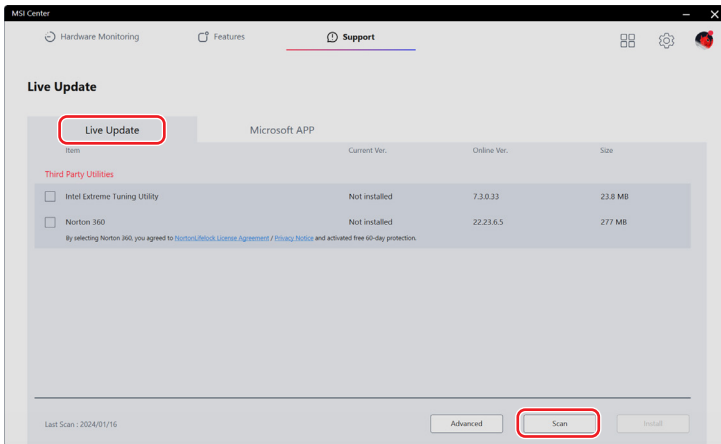 MSI Center
Hardware Monitoring Features Support
Live Update
Live Update Microsoft APP
Item Current Ver. Online Ver. Size
Third Party Utilities
Intel Extreme Tuning Utility Not installed 7.3.0.33 23.8 MB
Norton 360 Not installed 22.23.6.5 277 MB
By selecting Norton 360, you agreed to NortonLifelock License Agreement / Privacy Notice and activated free 60-day protection.
Last Scan : 2024/01/16 Advanced Scan Install